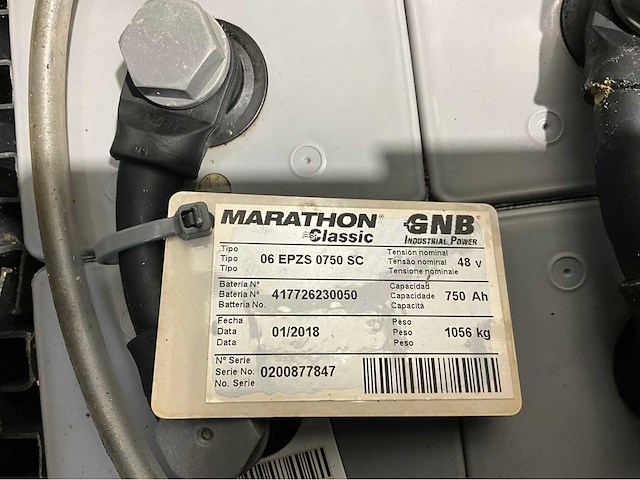 MARATHON® GNB®
Classic INDUSTRIAL POWER
Tipo Tensión nominal
Tipo 06 EPZS 0750 SC Tensão nominal 48 v
Tipo Tensione nominale
Bateria Nº Capacidad
Bateria Nº 417726230050 Capacidade 750 Ah
Batteria No. Capacità
Fecha Peso
Data 01/2018 Peso 1056 kg
Data Peso
Nº Serie
Serie No. 0200877847
No. Serie